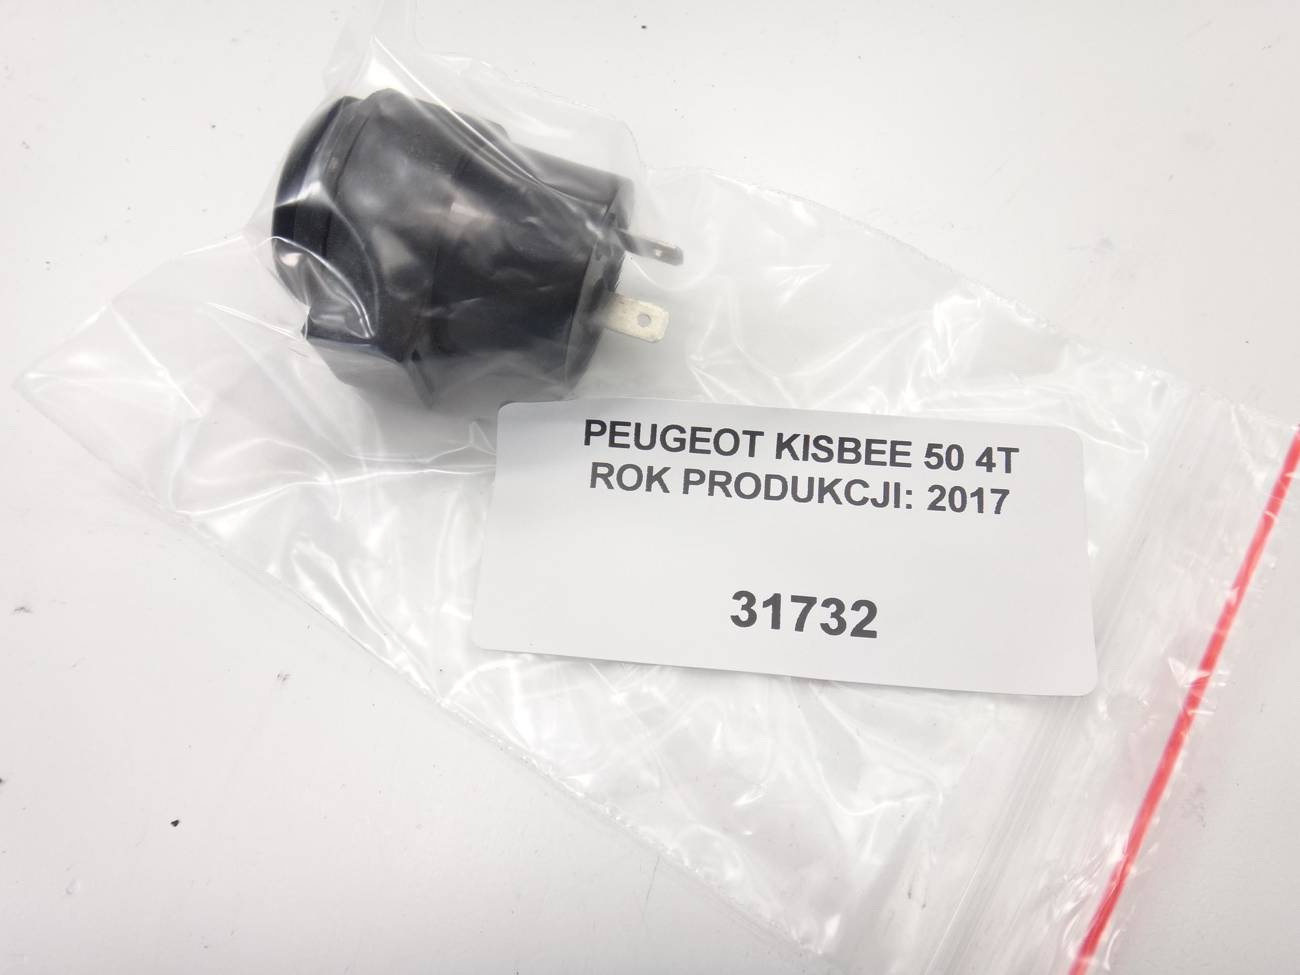 PEUGEOT KISBEE 50 4T
ROK PRODUKCJI: 2017
31732